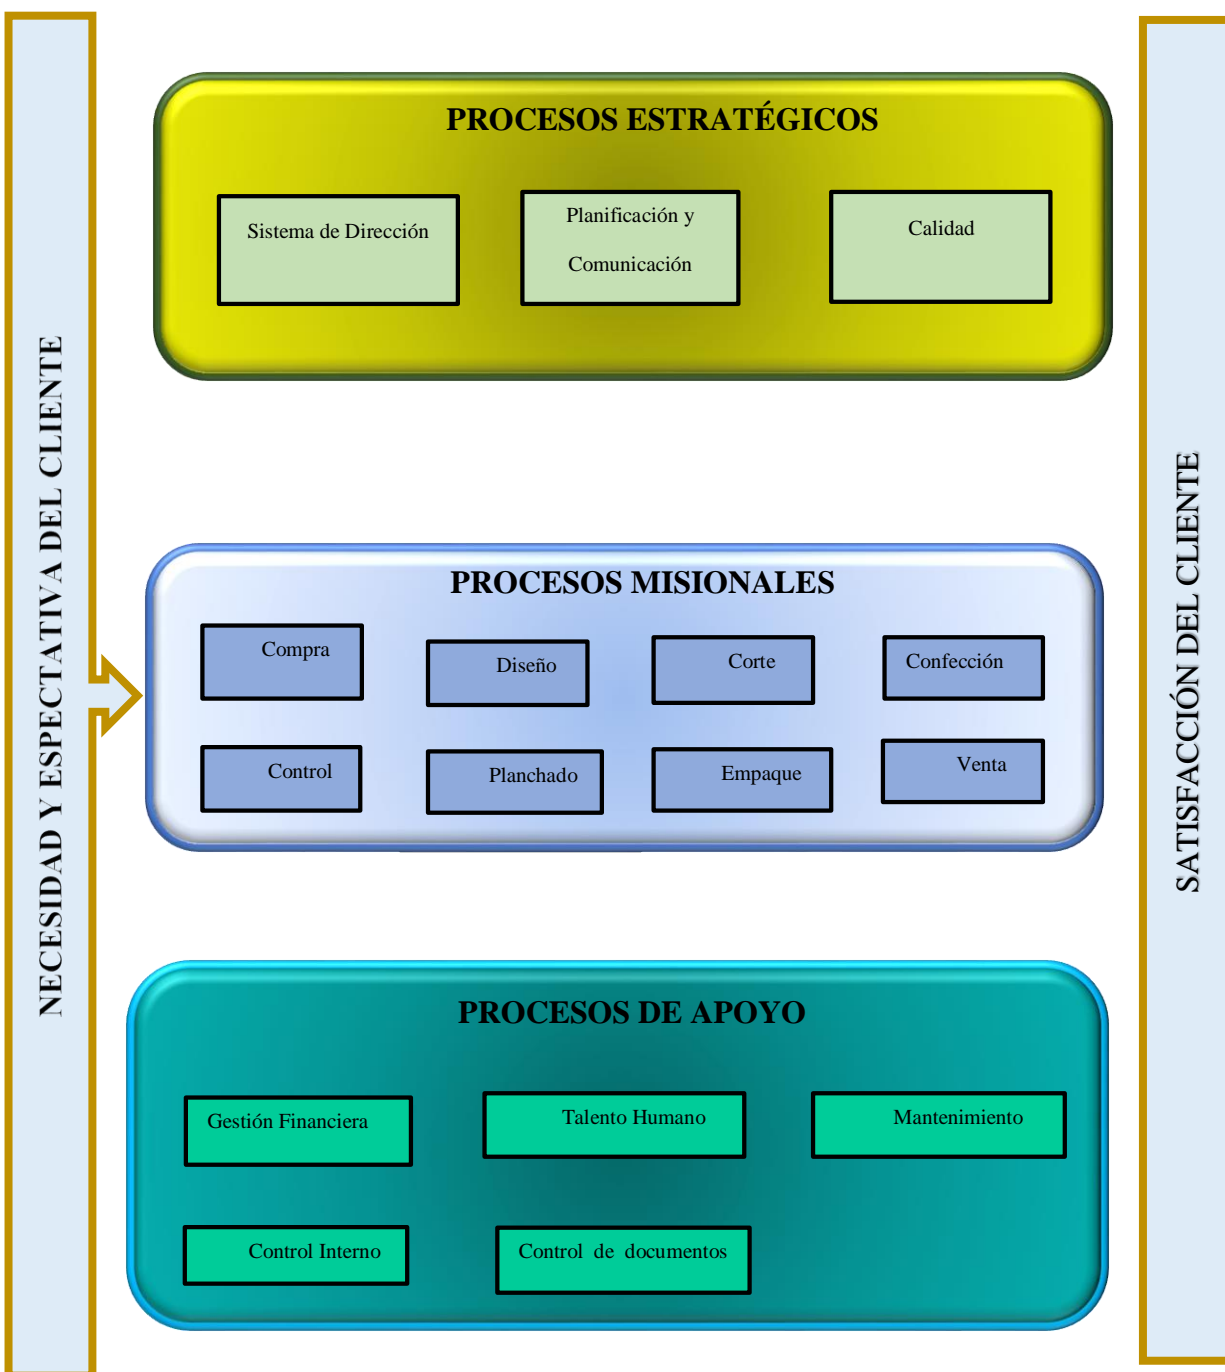 NECESIDAD Y ESPECTATIVA DEL CLIENTE
PROCESOS ESTRATÉGICOS
Sistema de Dirección
Planificación y
Comunicación
Calidad
PROCESOS MISIONALES
Compra
Diseño
Corte
Confección
Control
Planchado
Empaque
Venta
PROCESOS DE APOYO
Gestión Financiera
Talento Humano
Mantenimiento
Control Interno
Control de documentos
SATISFACCIÓN DEL CLIENTE